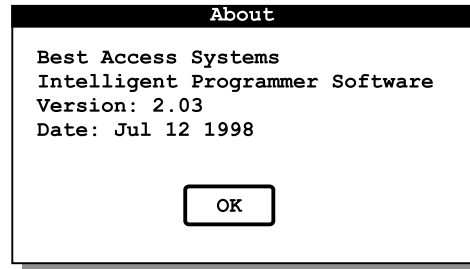 About
Best Access Systems
Intelligent Programmer Software
Version: 2.03
Date: Jul 12 1998
OK